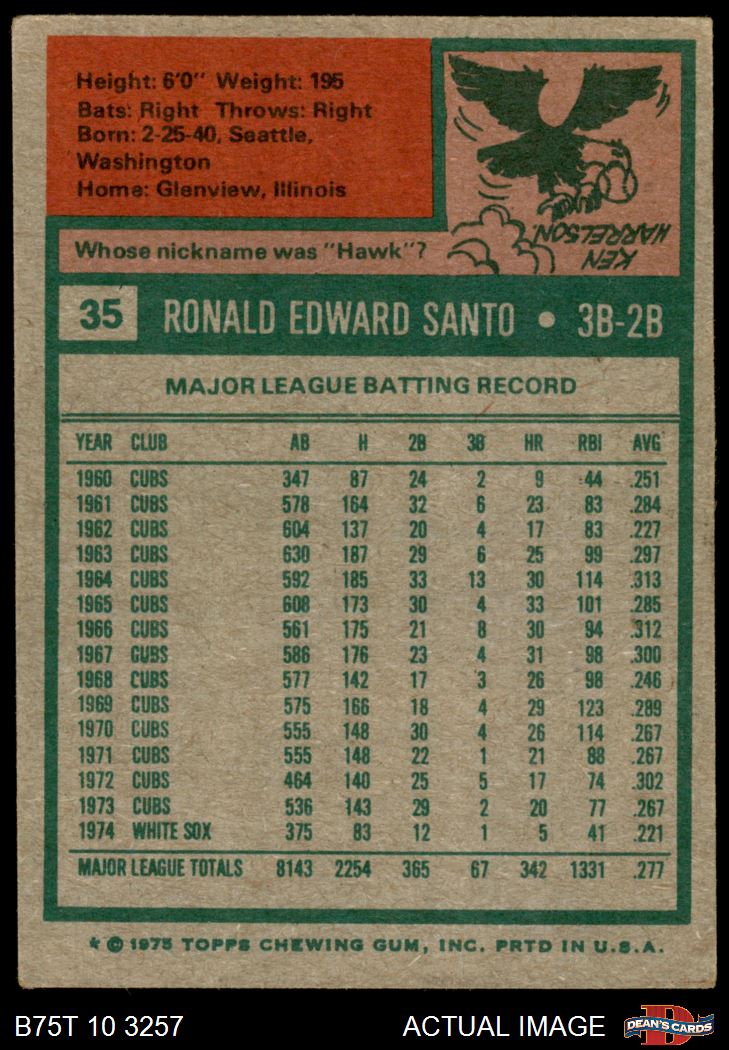 Height: 6'0" Weight: 195
Bats: Right Throws: Right
Born: 2-25-40, Seattle,
Washington
Home: Glenview, Illinois
Whose nickname was "Hawk"?
KEN
HARRELSON
35 RONALD EDWARD SANTO • 3B-2B
MAJOR LEAGUE BATTING RECORD
YEAR CLUB AB H 2B 3B HR RBI AVG
1960 CUBS 347 87 24 2 9 44 .251
1961 CUBS 578 164 32 6 23 83 .284
1962 CUBS 604 137 20 4 17 83 .227
1963 CUBS 630 187 29 6 25 99 .297
1964 CUBS 592 185 33 13 30 114 .313
1965 CUBS 608 173 30 4 33 101 .285
1966 CUBS 561 175 21 8 30 94 .312
1967 CUBS 586 176 23 4 31 98 .300
1968 CUBS 577 142 17 3 26 98 .246
1969 CUBS 575 166 18 4 29 123 .289
1970 CUBS 555 148 30 4 26 114 .267
1971 CUBS 555 148 22 1 21 88 .267
1972 CUBS 464 140 25 5 17 74 .302
1973 CUBS 536 143 29 2 20 77 .267
1974 WHITE SOX 375 83 12 1 5 41 .221
MAJOR LEAGUE TOTALS 8143 2254 365 67 342 1331 .277
* © 1975 TOPPS CHEWING GUM, INC. PRTD IN U.S.A.
B75T 10 3257 ACTUAL IMAGE D DEAN'S CARDS